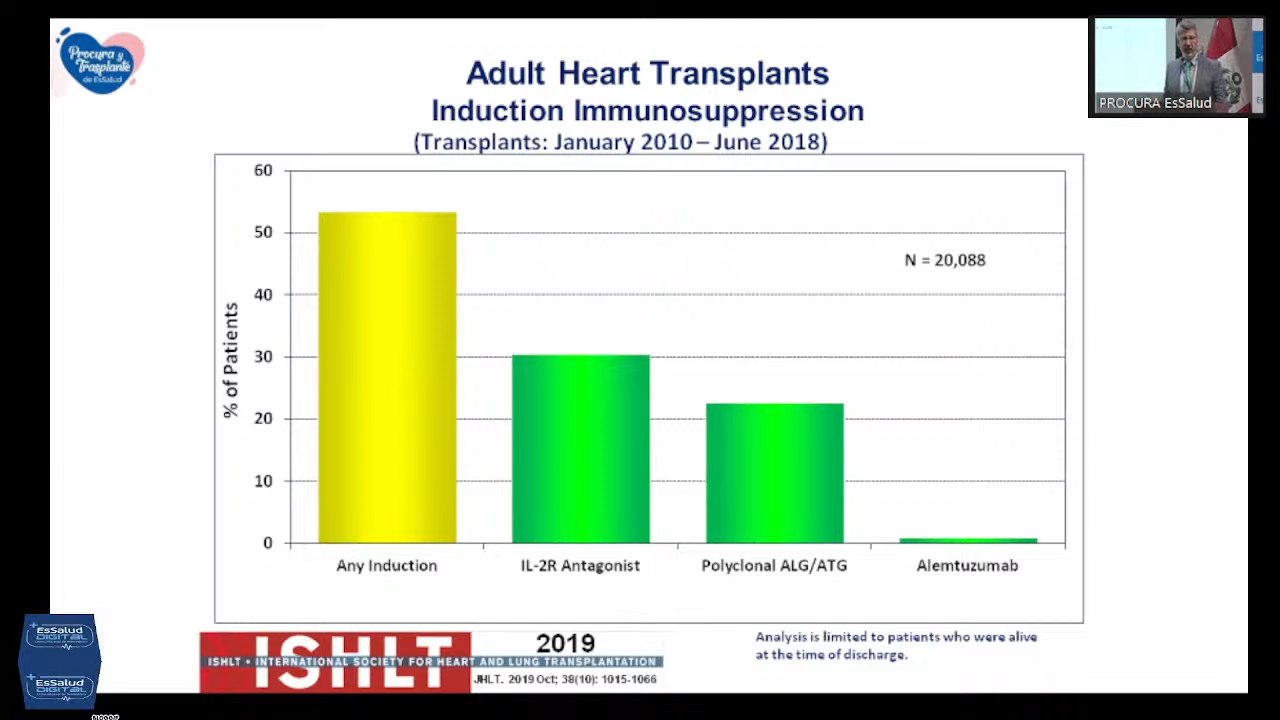 Procura y
Trasplante
de EsSalud
Adult Heart Transplants
Induction Immunosuppression
(Transplants: January 2010 – June 2018)
PROCURA EsSalud
60
50
40
30
20
10
0
% of Patients
N = 20,088
Any Induction
IL-2R Antagonist
Polyclonal ALG/ATG
Alemtuzumab
ISHLT
ISHLT • INTERNATIONAL SOCIETY FOR HEART AND LUNG TRANSPLANTATION
2019
JHLT. 2019 Oct; 38(10): 1015-1066
Analysis is limited to patients who were alive
at the time of discharge.
EsSalud
DIGITAL
EsSalud
DIGITAL